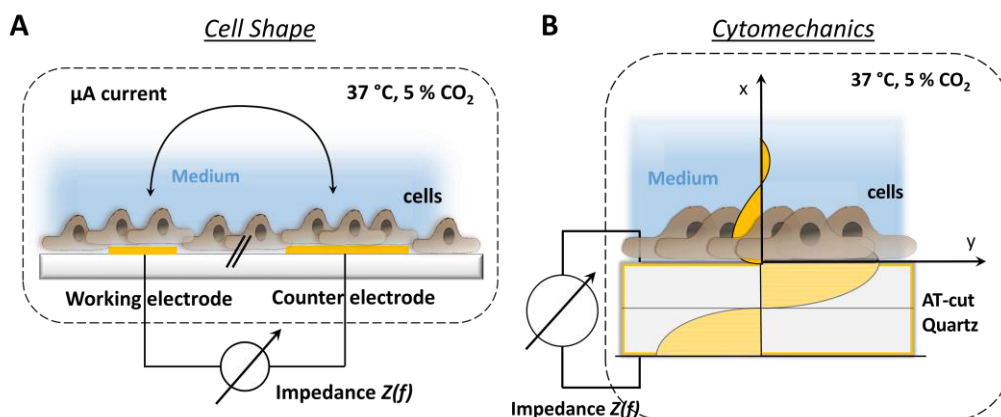 A
Cell Shape
µA current
37 °C, 5 % CO₂
Medium
cells
Working electrode
Counter electrode
Impedance Z(f)
B
Cytomechanics
x
37 °C, 5 % CO₂
Medium
cells
y
AT-cut
Quartz
Impedance Z(f)